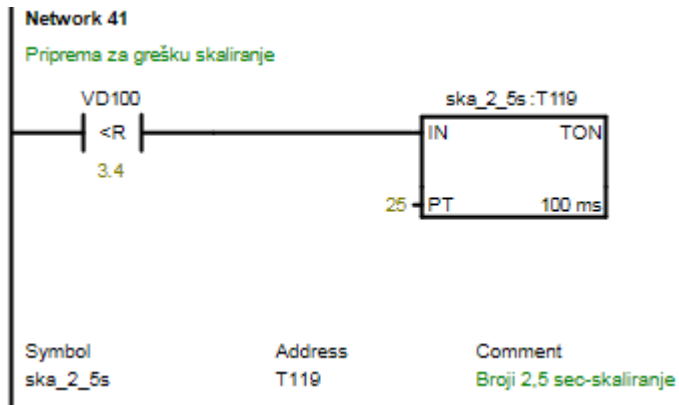 Network 41
Priprema za grešku skaliranje
VD100
ska_2_5s:T119
<R
IN TON
3.4
25 PT 100 ms
Symbol Address Comment
ska_2_5s T119 Broji 2,5 sec-skaliranje